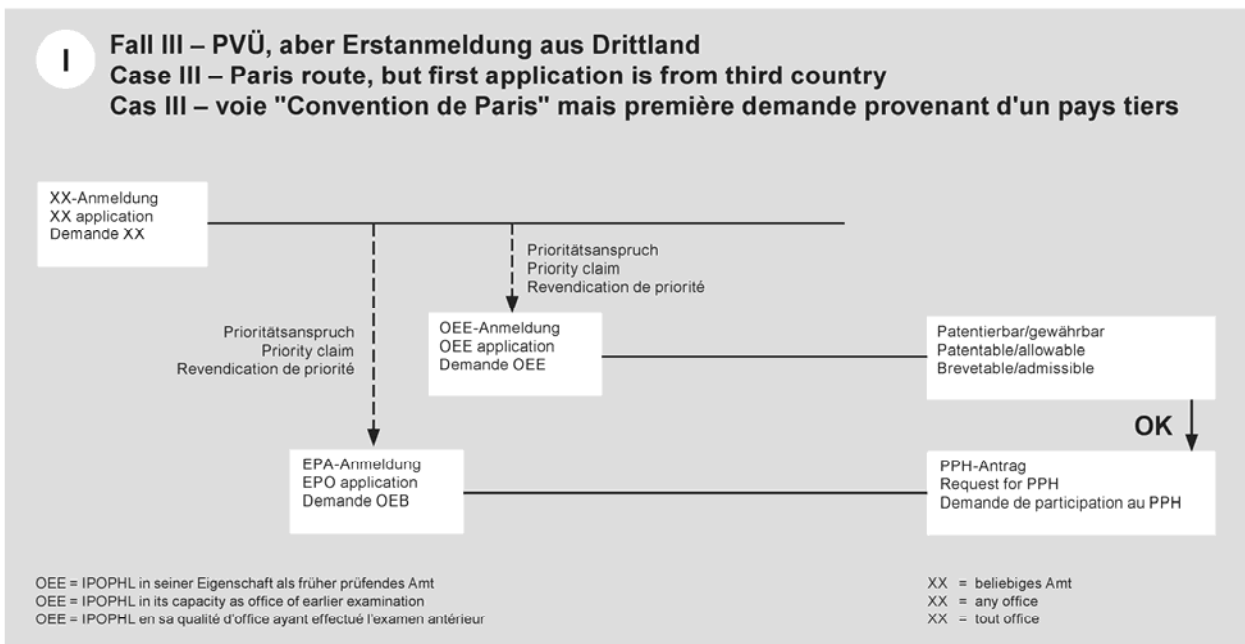 I
Fall III – PVÜ, aber Erstanmeldung aus Drittland
Case III – Paris route, but first application is from third country
Cas III – voie "Convention de Paris" mais première demande provenant d'un pays tiers
XX-Anmeldung
XX application
Demande XX
Prioritätsanspruch
Priority claim
Revendication de priorité
Prioritätsanspruch
Priority claim
Revendication de priorité
OEE-Anmeldung
OEE application
Demande OEE
Patentierbar/gewährbar
Patentable/allowable
Brevetable/admissible
OK
EPA-Anmeldung
EPO application
Demande OEB
PPH-Antrag
Request for PPH
Demande de participation au PPH
OEE = IPOPHL in seiner Eigenschaft als früher prüfendes Amt
OEE = IPOPHL in its capacity as office of earlier examination
OEE = IPOPHL en sa qualité d'office ayant effectué l'examen antérieur
XX = beliebiges Amt
XX = any office
XX = tout office